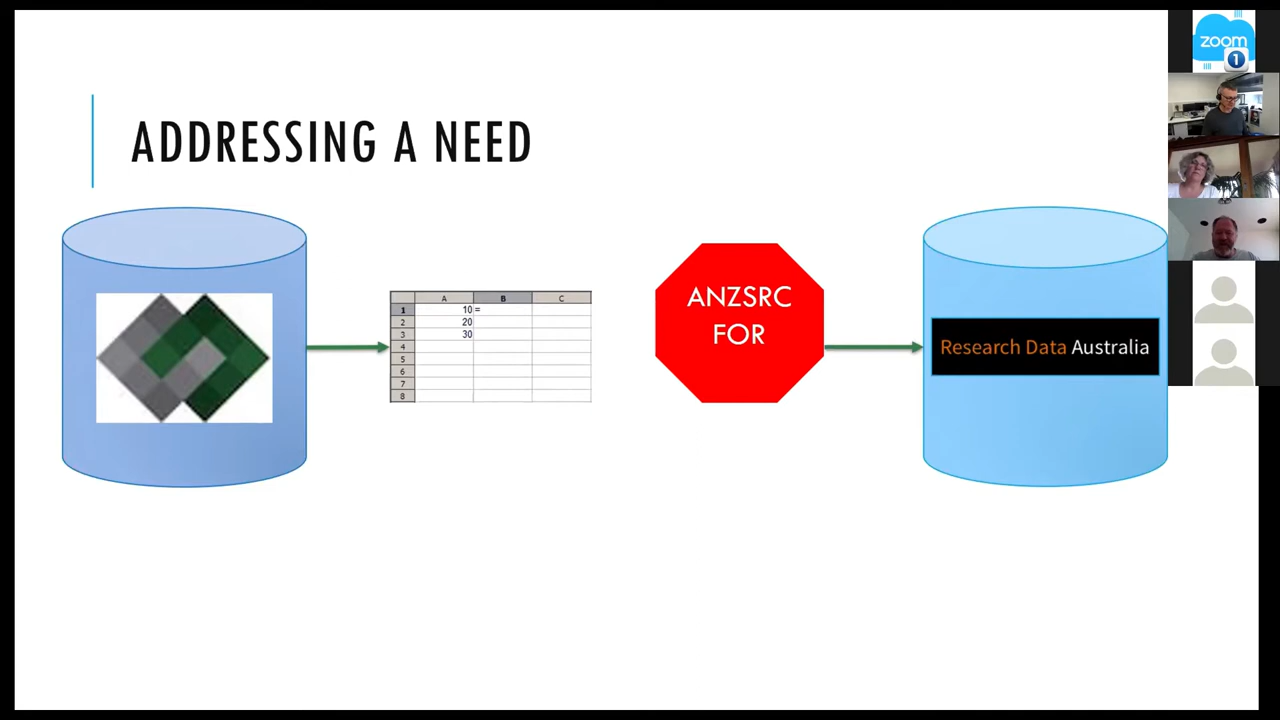 ADDRESSING A NEED
A B C
1 10 =
2 20
3 30
4
5
6
7
8
ANZSRC
FOR
Research Data Australia
zoom
1